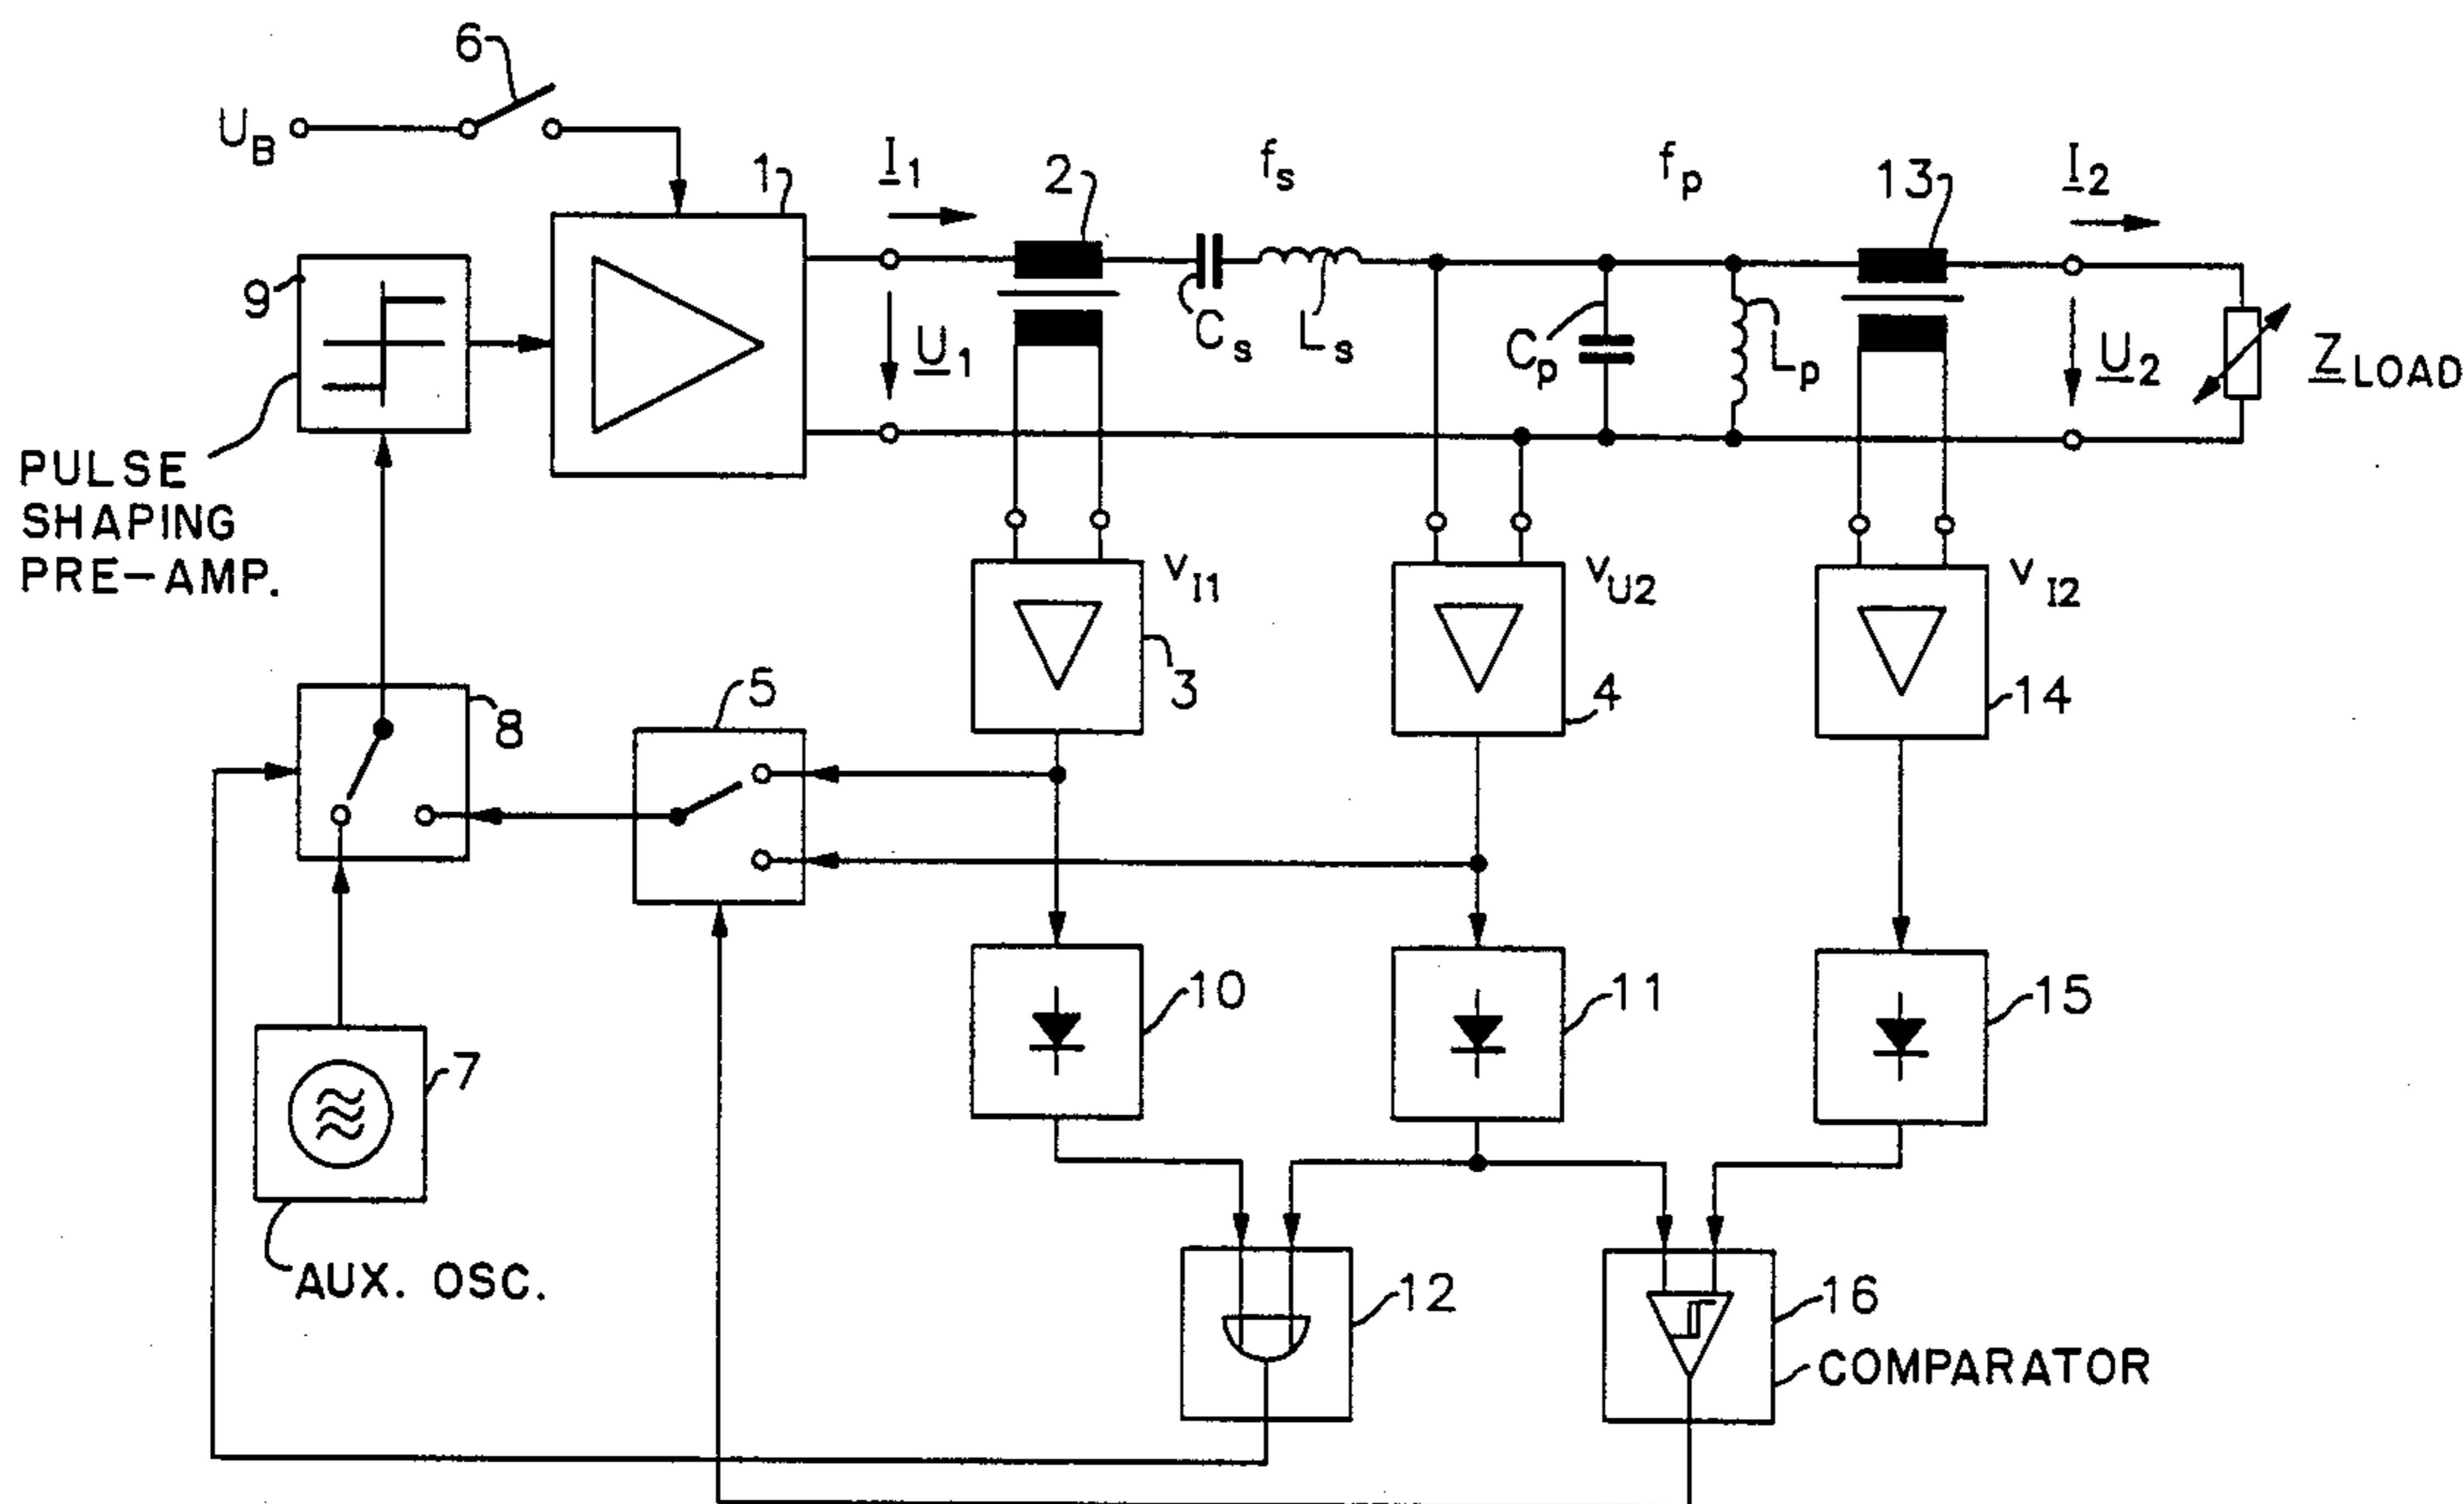 6
U_B
1
I_1
2
f_s
f_p
13
I_2
9
U_1
C_s
L_s
C_p
L_p
U_2
Z_LOAD
PULSE
SHAPING
PRE-AMP.
v_I1
v_U2
v_I2
3
4
14
5
8
10
11
15
7
12
16
AUX. OSC.
COMPARATOR